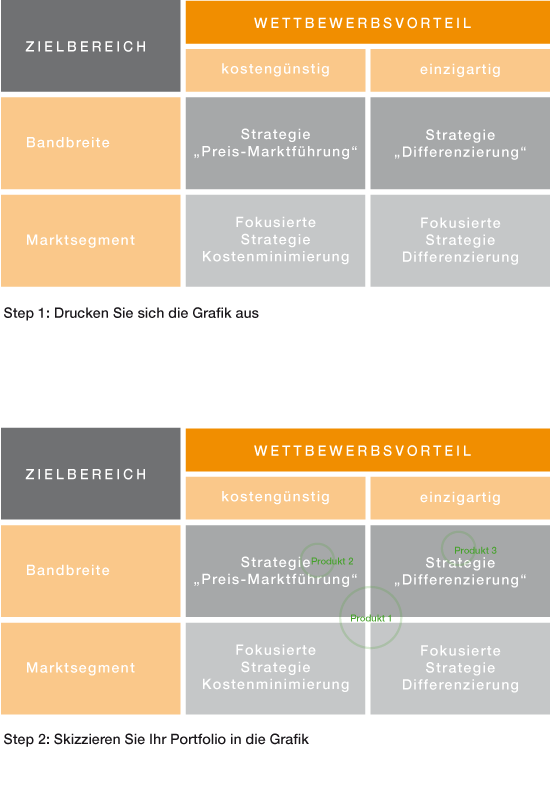 ZIELBEREICH
WETTBEWERBSVORTEIL
kostengünstig
einzigartig
Bandbreite
Strategie
„Preis-Marktführung“
Strategie
„Differenzierung“
Marktsegment
Fokusierte
Strategie
Kostenminimierung
Fokusierte
Strategie
Differenzierung
Step 1: Drucken Sie sich die Grafik aus
ZIELBEREICH
WETTBEWERBSVORTEIL
kostengünstig
einzigartig
Bandbreite
Strategie
Produkt 2
„Preis-Marktführung“
Produkt 3
Strategie
„Differenzierung“
Produkt 1
Marktsegment
Fokusierte
Strategie
Kostenminimierung
Fokusierte
Strategie
Differenzierung
Step 2: Skizzieren Sie Ihr Portfolio in die Grafik